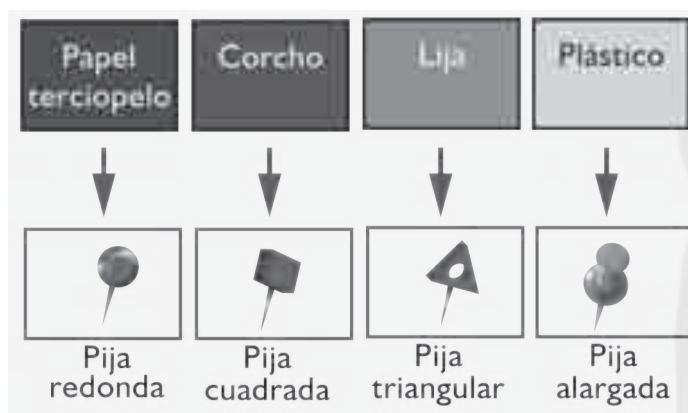 Papel
terciopelo
Corcho
Lija
Plástico
Pija
redonda
Pija
cuadrada
Pija
triangular
Pija
alargada